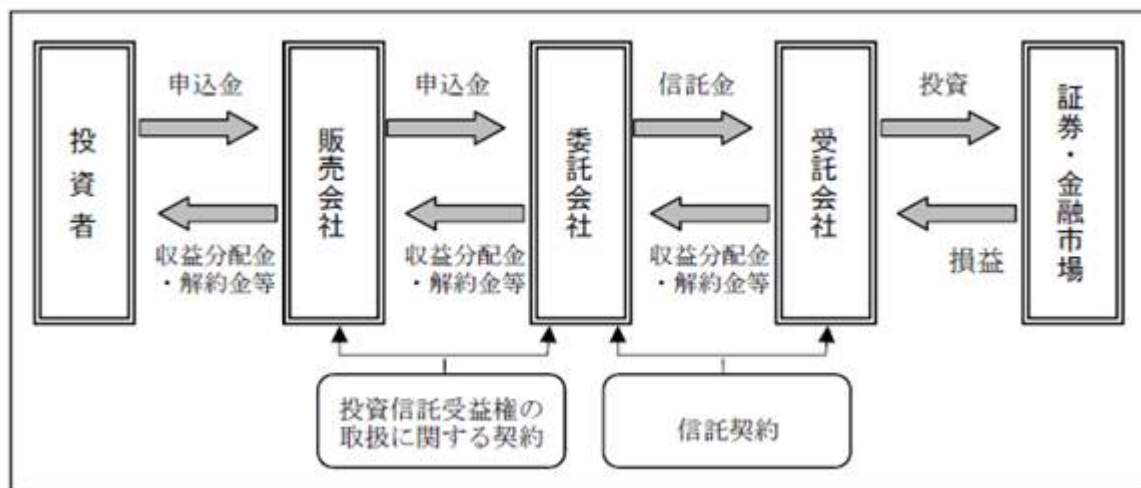 投資者
申込金
収益分配金
・解約金等
販売会社
申込金
収益分配金
・解約金等
委託会社
信託金
収益分配金
・解約金等
受託会社
投資
損益
証券・金融市場
投資信託受益権の
取扱に関する契約
信託契約